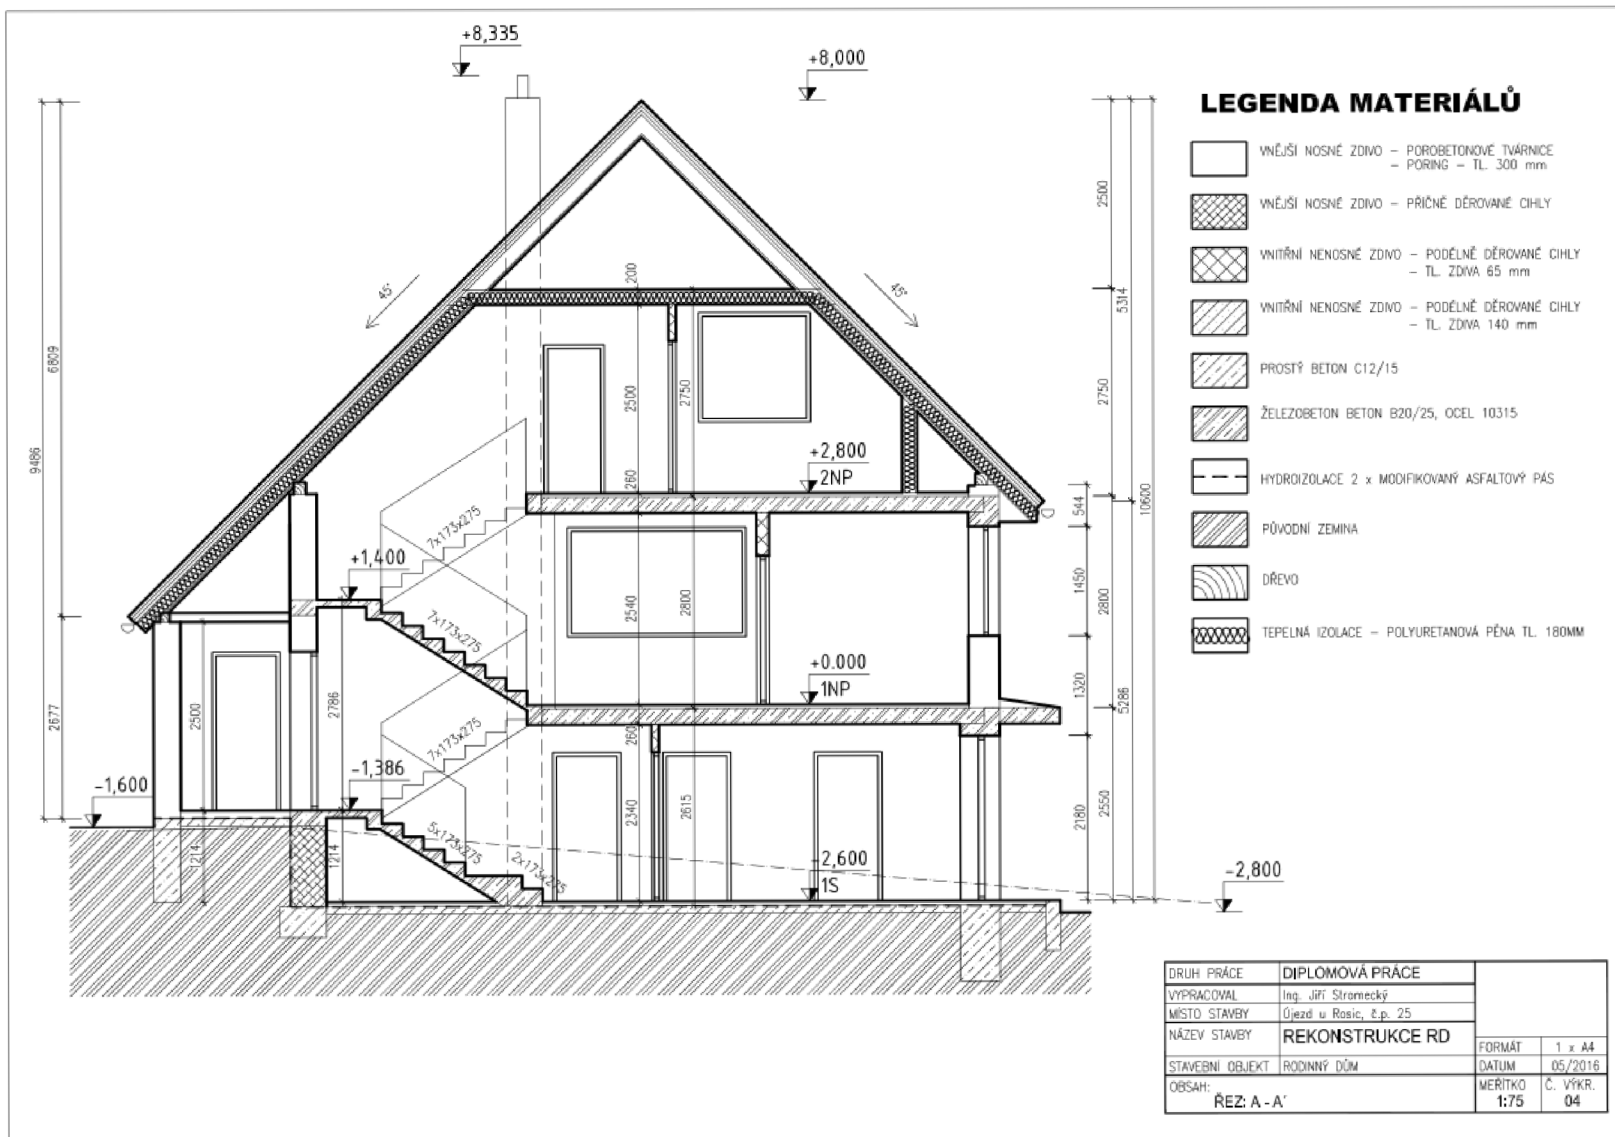 +8,335
+8,000
LEGENDA MATERIÁLŮ
VNĚJŠÍ NOSNÉ ZDIVO – POROBETONOVÉ TVÁRNICE
– PORING – TL. 300 mm
VNĚJŠÍ NOSNÉ ZDIVO – PŘÍČNĚ DĚROVANÉ CIHLY
VNITŘNÍ NENOSNÉ ZDIVO – PODÉLNĚ DĚROVANÉ CIHLY
– TL. ZDIVA 65 mm
VNITŘNÍ NENOSNÉ ZDIVO – PODÉLNĚ DĚROVANÉ CIHLY
– TL. ZDIVA 140 mm
PROSTÝ BETON C12/15
ŽELEZOBETON BETON B20/25, OCEL 10315
HYDROIZOLACE 2 x MODIFIKOVANÝ ASFALTOVÝ PÁS
PŮVODNÍ ZEMINA
DŘEVO
TEPELNÁ IZOLACE – POLYURETANOVÁ PĚNA TL. 180MM
45°
45°
200
2500
5314
6809
9486
2500
2750
2750
10600
+2,800
2NP
260
544
7x173x275
+1,400
1450
2540
2800
2800
7x173x275
+0.000
1NP
1320
5286
2677
2500
2786
7x173x275
260
-1,386
-1,600
2340
2615
2180
2550
5x173x275
1214
1214
2x173x275
-2,600
1S
-2,800
DRUH PRÁCE DIPLOMOVÁ PRÁCE
VYPRACOVAL Ing. Jiří Stromecký
MÍSTO STAVBY Újezd u Rosic, č.p. 25
NÁZEV STAVBY REKONSTRUKCE RD
FORMÁT 1 x A4
STAVEBNÍ OBJEKT RODINNÝ DŮM
DATUM 05/2016
OBSAH:
ŘEZ: A - A´
MEŘÍTKO
1:75
Č. VÝKR.
04